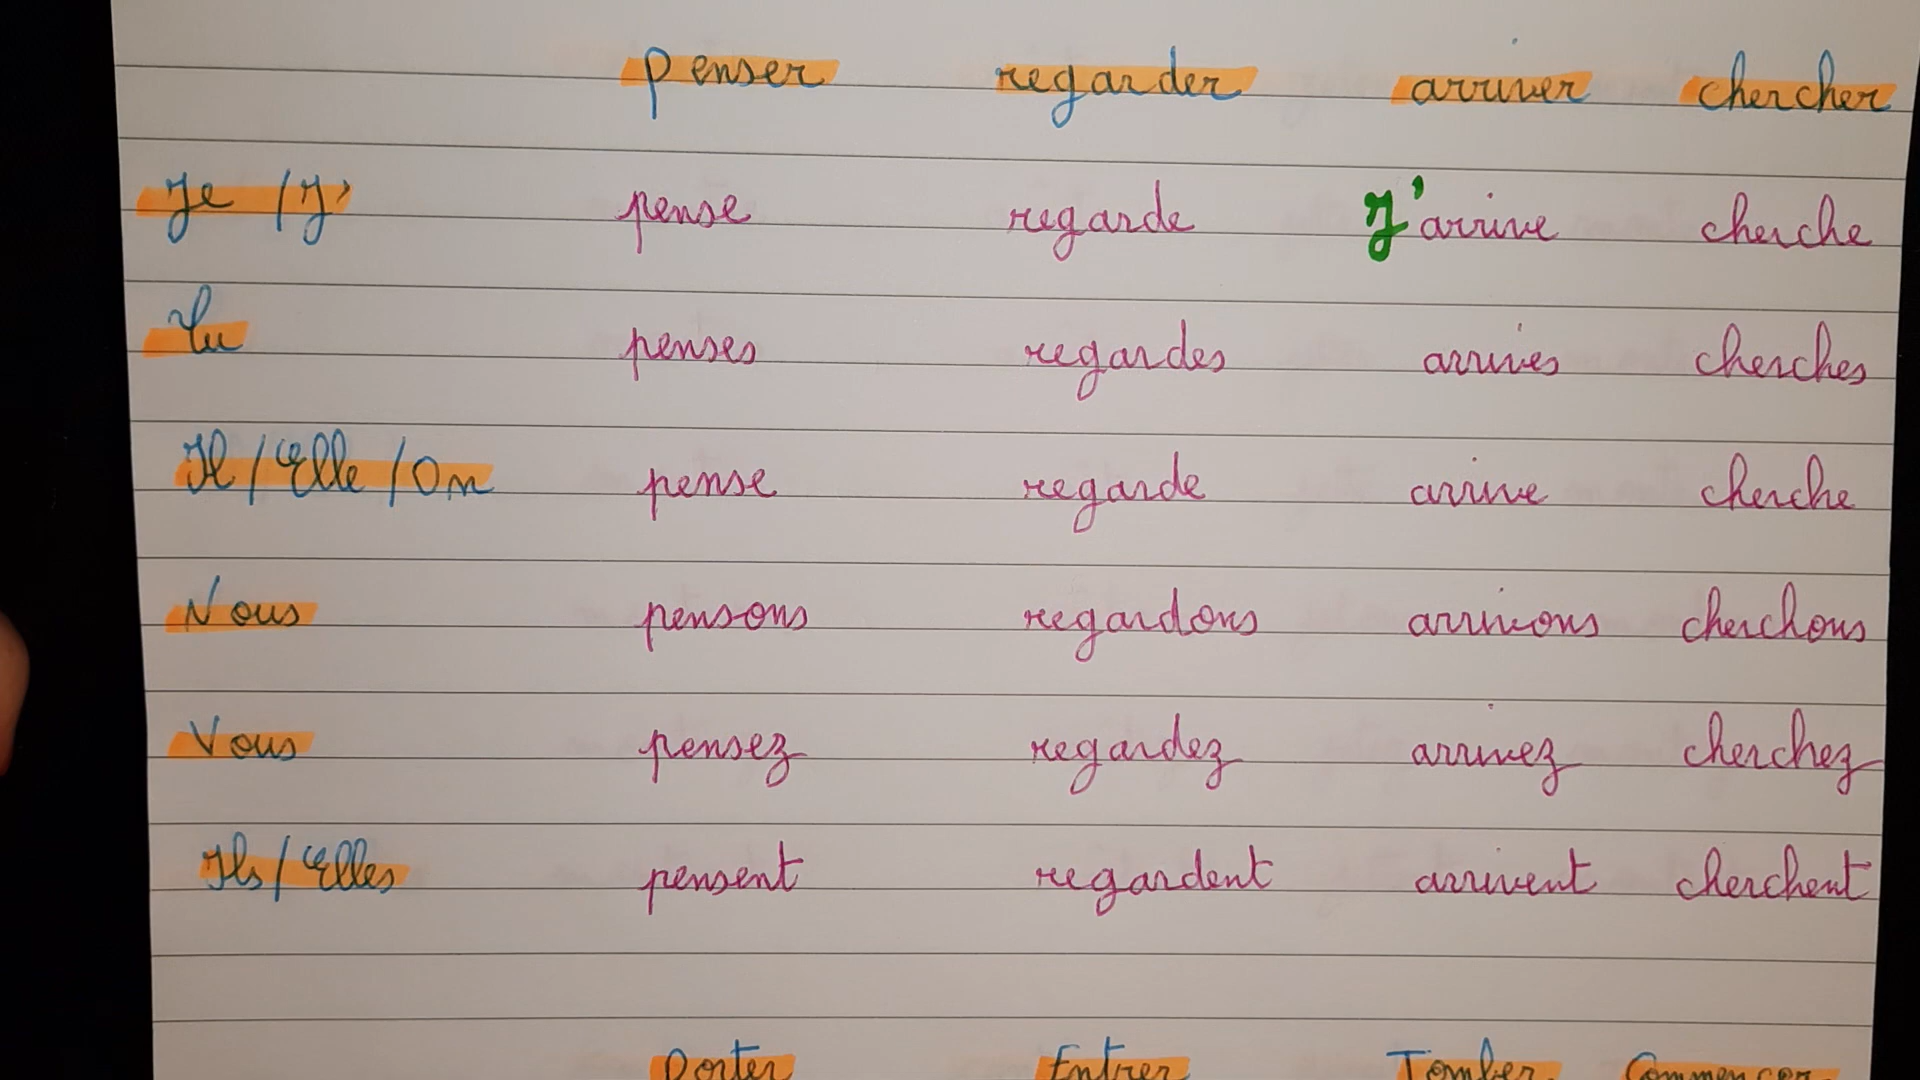 penser regarder arriver chercher
Je / J' pense regarde J'arrive cherche
Tu penses regardes arrives cherches
Il / Elle / On pense regarde arrive cherche
Nous pensons regardons arrivons cherchons
Vous pensez regardez arrivez cherchez
Ils / Elles pensent regardent arrivent cherchent
Porter Entrer Tomber Commencer